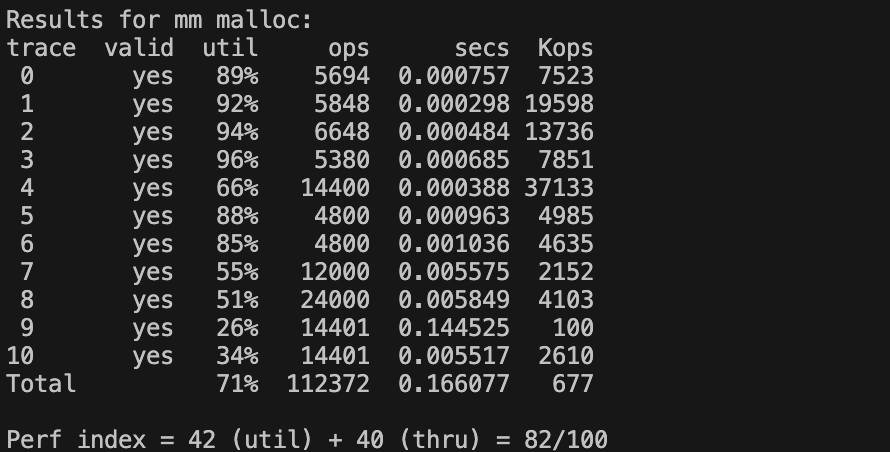 Results for mm malloc:
trace  valid  util     ops      secs  Kops
 0       yes   89%    5694  0.000757  7523
 1       yes   92%    5848  0.000298 19598
 2       yes   94%    6648  0.000484 13736
 3       yes   96%    5380  0.000685  7851
 4       yes   66%   14400  0.000388 37133
 5       yes   88%    4800  0.000963  4985
 6       yes   85%    4800  0.001036  4635
 7       yes   55%   12000  0.005575  2152
 8       yes   51%   24000  0.005849  4103
 9       yes   26%   14401  0.144525   100
10       yes   34%   14401  0.005517  2610
Total          71%  112372  0.166077   677

Perf index = 42 (util) + 40 (thru) = 82/100